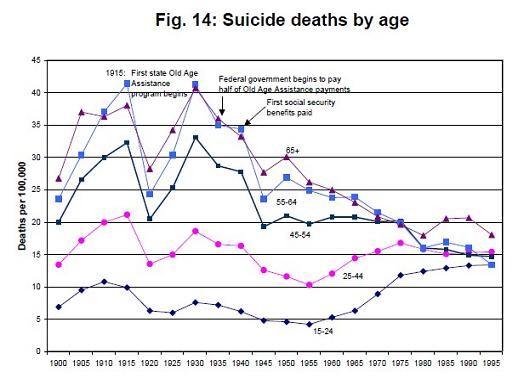 Fig. 14: Suicide deaths by age
45
40
35
30
25
20
15
10
5
0
Deaths per 100,000
1915: First state Old Age
Assistance
program begins
Federal government begins to pay
half of Old Age Assistance payments
First social security
benefits paid
65+
55-64
45-54
25-44
15-24
1900 1905 1910 1915 1920 1925 1930 1935 1940 1945 1950 1955 1960 1965 1970 1975 1980 1985 1990 1995